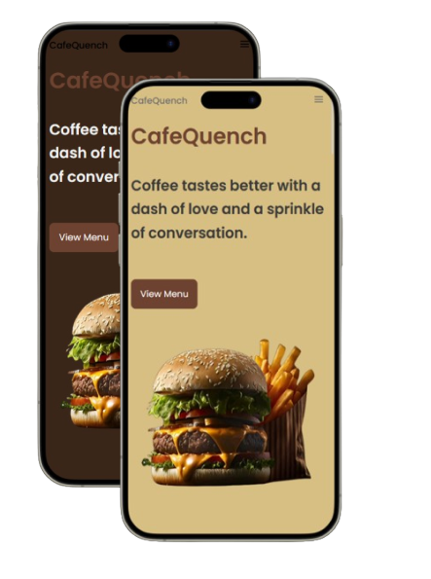 CafeQuench
CafeQuench
Coffee tas
dash of lo
of conver
View Menu
CafeQuench
CafeQuench
Coffee tastes better with a
dash of love and a sprinkle
of conversation.
View Menu